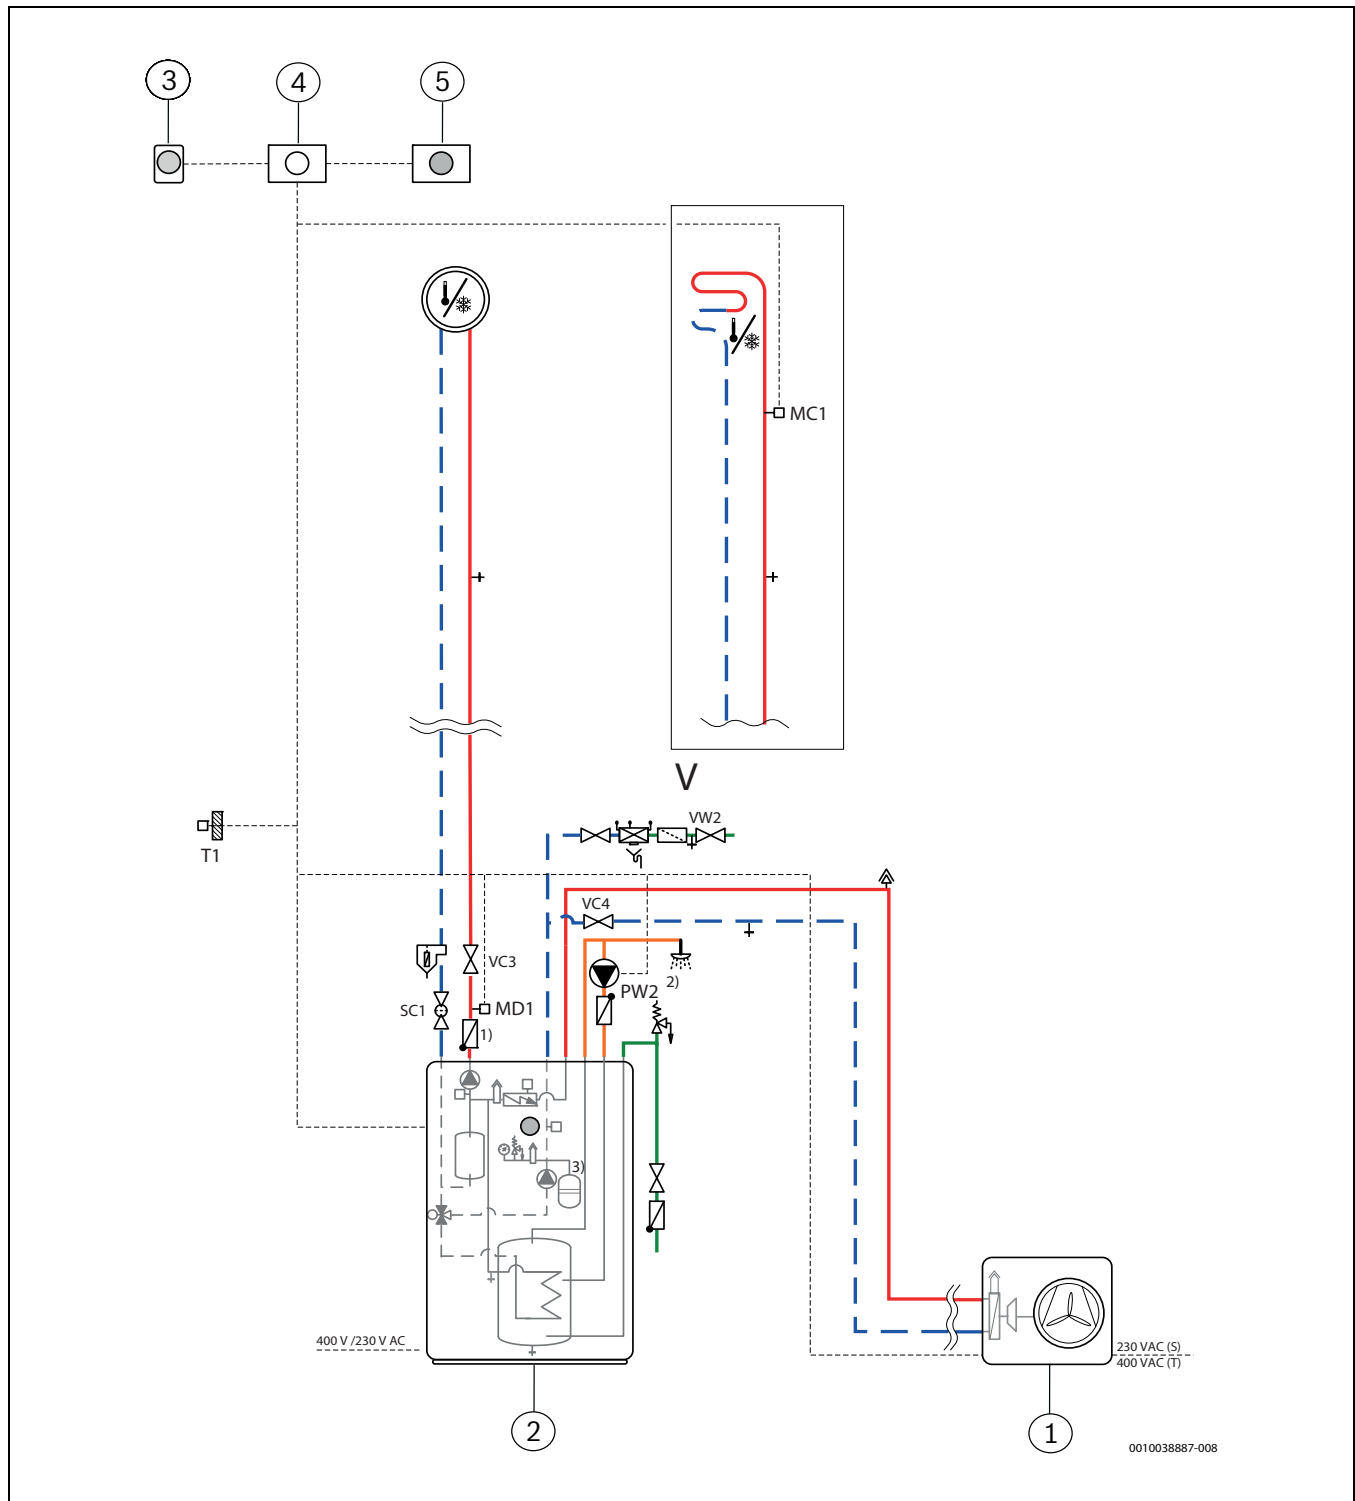 3
4
5
MC1
V
VW2
T1
VC4
VC3
PW2
2)
SC1
MD1
1)
3)
400 V /230 V AC
230 VAC (S)
400 VAC (T)
2
1
0010038887-008